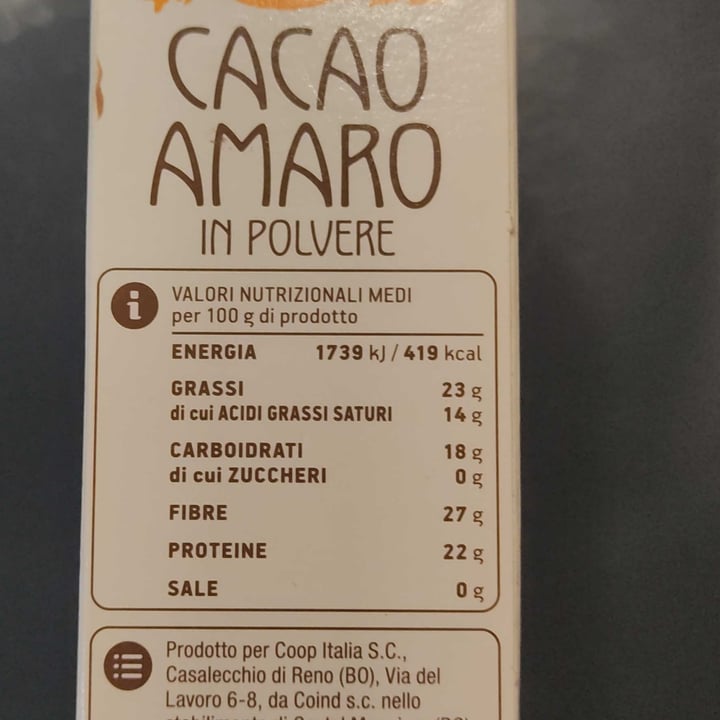 CACAO
AMARO
IN POLVERE
VALORI NUTRIZIONALI MEDI
per 100 g di prodotto
ENERGIA 1739 kJ / 419 kcal
GRASSI 23 g
di cui ACIDI GRASSI SATURI 14 g
CARBOIDRATI 18 g
di cui ZUCCHERI 0 g
FIBRE 27 g
PROTEINE 22 g
SALE 0 g
Prodotto per Coop Italia S.C.,
Casalecchio di Reno (BO), Via del
Lavoro 6-8, da Coind s.c. nello